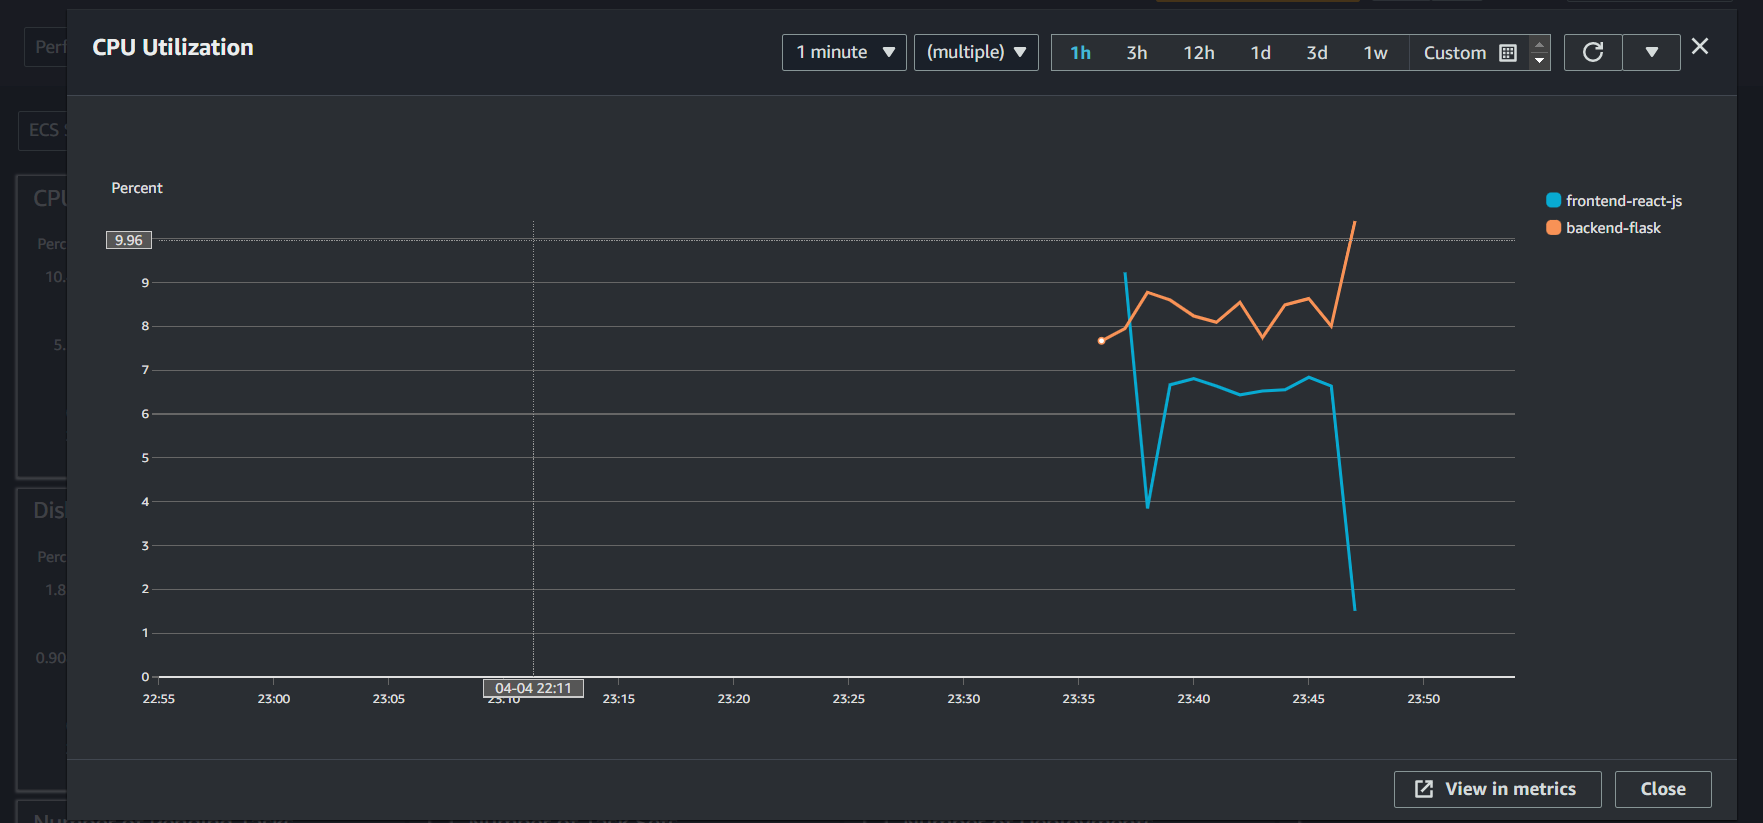 Perf
CPU Utilization
1 minute
(multiple)
1h 3h 12h 1d 3d 1w Custom
ECS S
CPU
Perc
10.
5.
Disk
Perc
1.8
0.90
Percent
9.96
9
8
7
6
5
4
3
2
1
0
22:55 23:00 23:05 23:10 23:15 23:20 23:25 23:30 23:35 23:40 23:45 23:50
04-04 22:11
frontend-react-js
backend-flask
View in metrics
Close